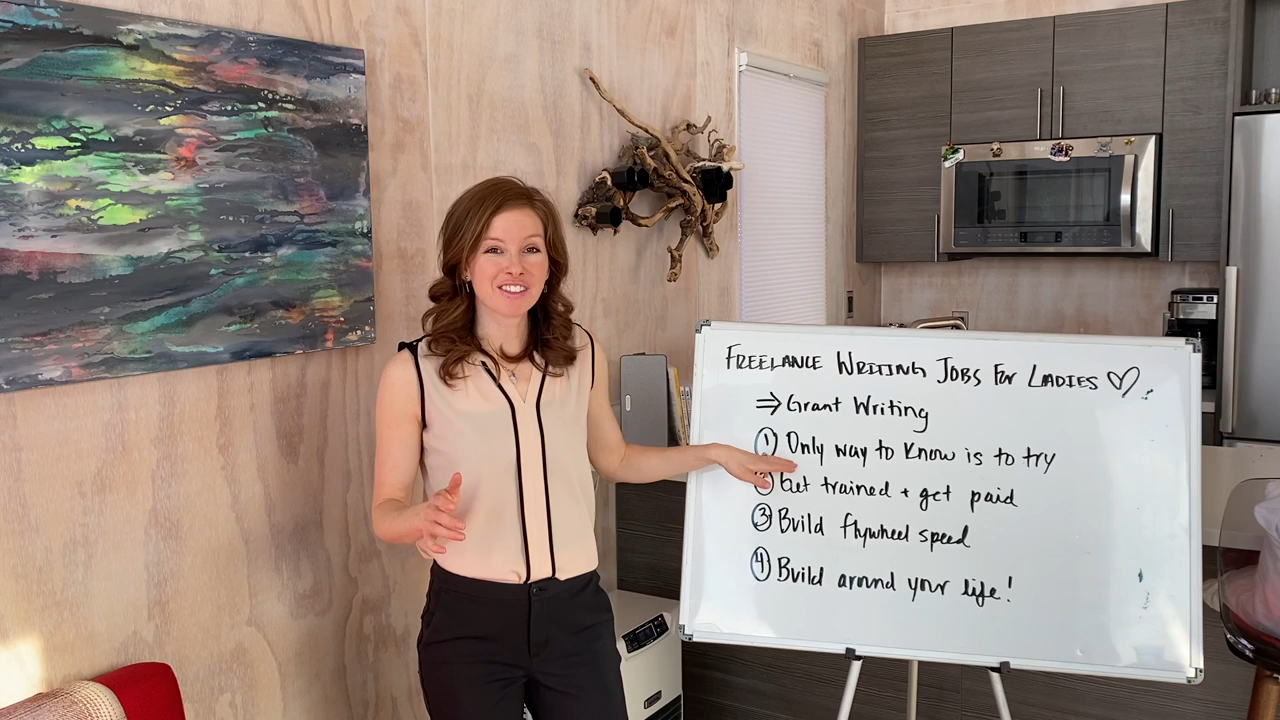 FREELANCE WRITING JOBS FOR LADIES ♡
⇒ Grant Writing
① Only way to know is to try
② Get trained + get paid
③ Build flywheel speed
④ Build around your life!